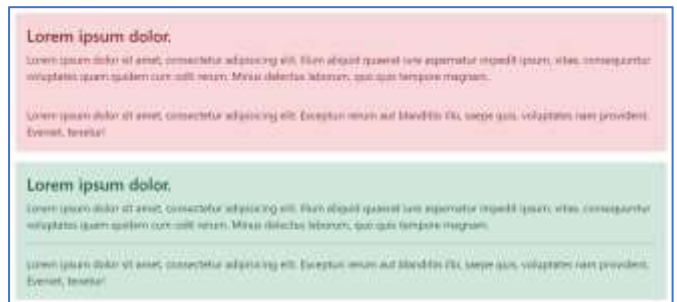 Lorem ipsum dolor.
Lorem ipsum dolor sit amet, consectetur adipisicing elit. Illum aliquid quaerat iure aspernatur impedit ipsum, vitae, consequuntur
voluptates quam quidem cum odit rerum. Minus delectus laborum, quo quis tempore magnam.
Lorem ipsum dolor sit amet, consectetur adipisicing elit. Excepturi rerum aut blanditiis illo, saepe quis, voluptates nam provident.
Eveniet, tenetur!
Lorem ipsum dolor.
Lorem ipsum dolor sit amet, consectetur adipisicing elit. Illum aliquid quaerat iure aspernatur impedit ipsum, vitae, consequuntur
voluptates quam quidem cum odit rerum. Minus delectus laborum, quo quis tempore magnam.
Lorem ipsum dolor sit amet, consectetur adipisicing elit. Excepturi rerum aut blanditiis illo, saepe quis, voluptates nam provident.
Eveniet, tenetur!